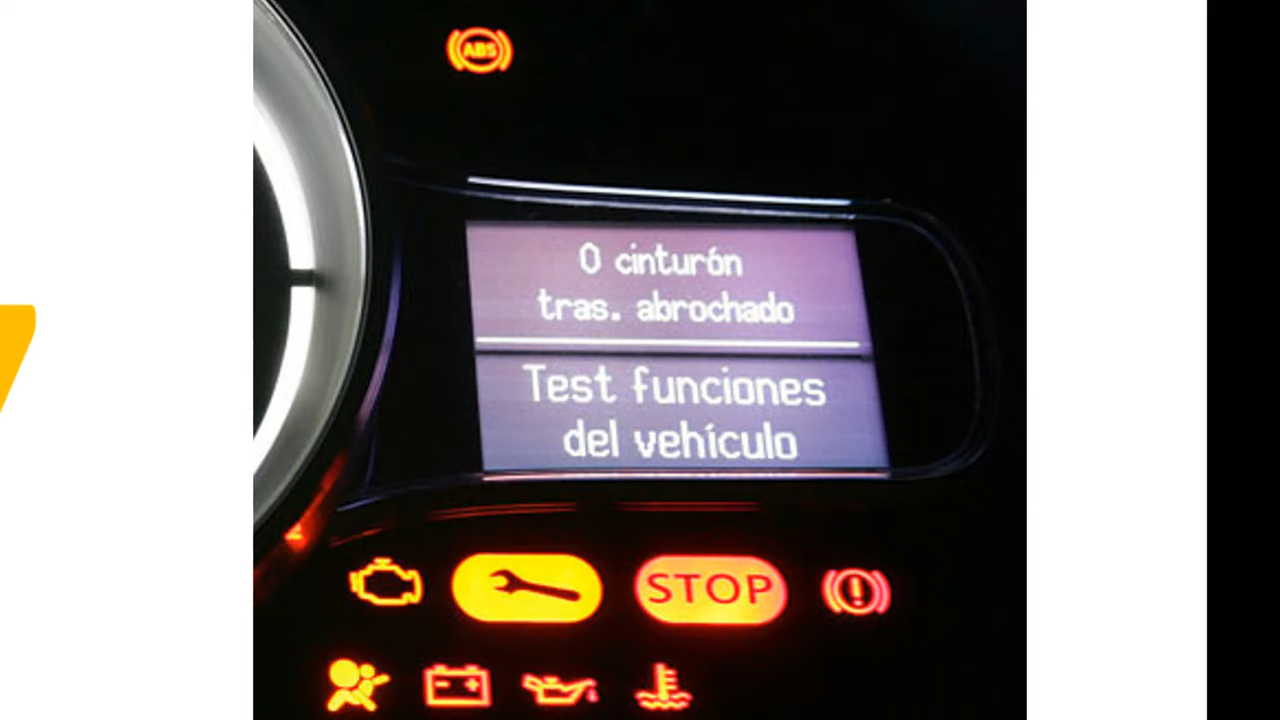 ABS
0 cinturón
tras. abrochado
Test funciones
del vehículo
STOP